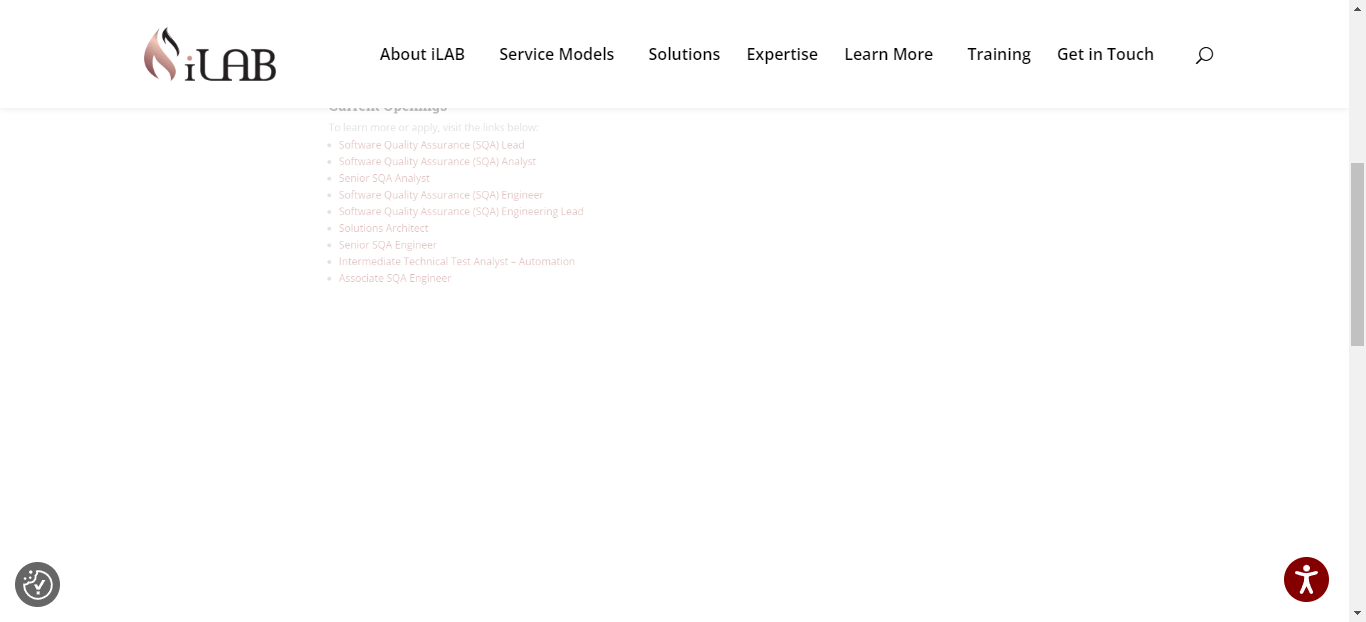 iLAB
About iLAB
Service Models
Solutions
Expertise
Learn More
Training
Get in Touch
Current Openings
To learn more or apply, visit the links below:
Software Quality Assurance (SQA) Lead
Software Quality Assurance (SQA) Analyst
Senior SQA Analyst
Software Quality Assurance (SQA) Engineer
Software Quality Assurance (SQA) Engineering Lead
Solutions Architect
Senior SQA Engineer
Intermediate Technical Test Analyst – Automation
Associate SQA Engineer